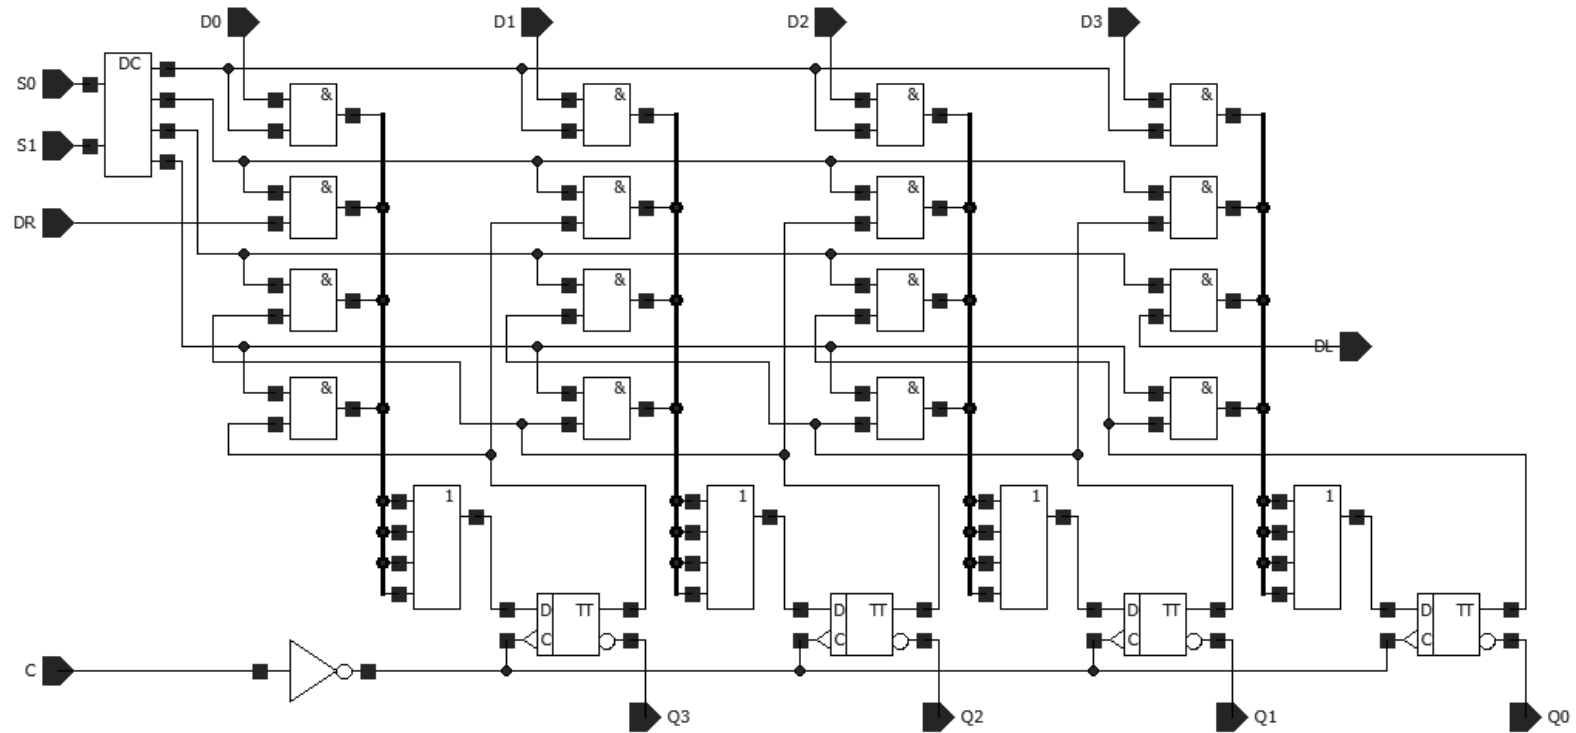 D0 D1 D2 D3
S0 DC
& & & &
S1
& & & &
DR
& & & &
DL
& & & &
1 1 1 1
D TT D TT D TT D TT
C C C C
C
Q3 Q2 Q1 Q0